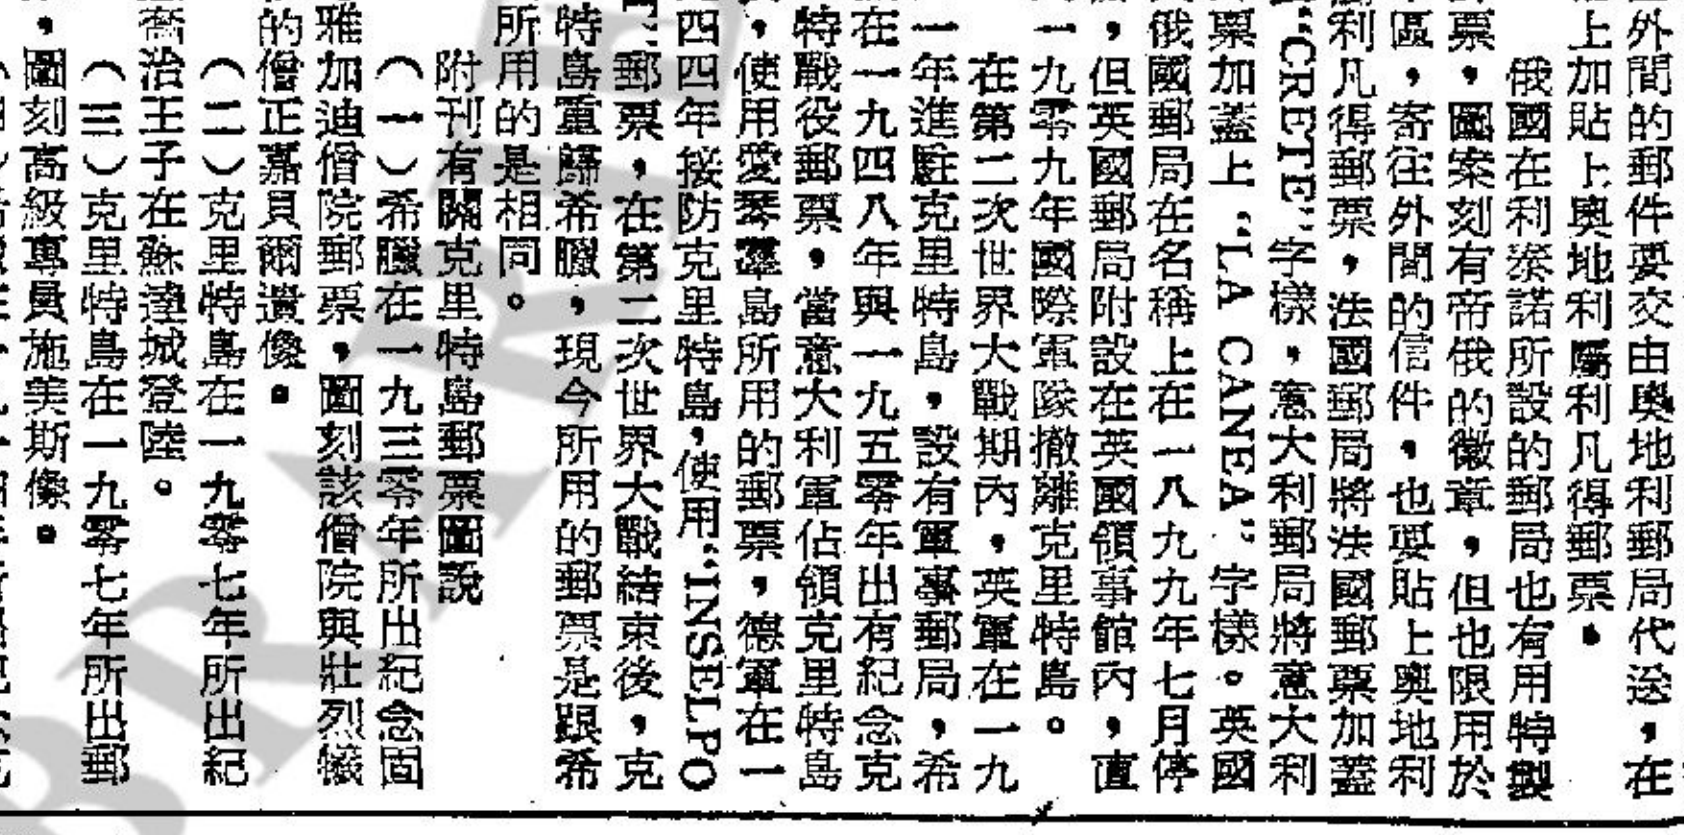 外間的郵件要交由奧地利郵局代送，在
上加貼上奧地利屬利凡得郵票。
俄國在利泰諾所設的郵局也有用特製
票，圖案刻有帝俄的徽章，但也限用於
區，寄往外間的信件，也要貼上奧地利
利凡得郵票，法國郵局將法國郵票加蓋
“CRETE”字樣，意大利郵局將意大利
票加蓋上“LA CANEA”字樣。英國
俄國郵局在名稱上在一八九九年七月停
，但英國郵局附設在英國領事館內，直
一九零九年國際軍隊撤離克里特島。
在第二次世界大戰期內，英軍在一九
一年進駐克里特島，設有軍事郵局，希
在一九四八年與一九五零年出有紀念克
特戰役郵票，當意大利軍佔領克里特島
，使用愛琴羣島所用的郵票，德軍在一
四四年接防克里特島，使用“INSELPO
郵票，在第二次世界大戰結束後，克
特島重歸希臘，現今所用的郵票是跟希
所用的是相同。
附刊有關克里特島郵票圖說
（一）希臘在一九三零年所出紀念固
雅加迪僧院郵票，圖刻該僧院與壯烈犧
的僧正嘉貝爾遺像。
（二）克里特島在一九零七年所出紀
喬治王子在蘇達城登陸。
（三）克里特島在一九零七年所出郵
，圖刻高級專員施美斯像。